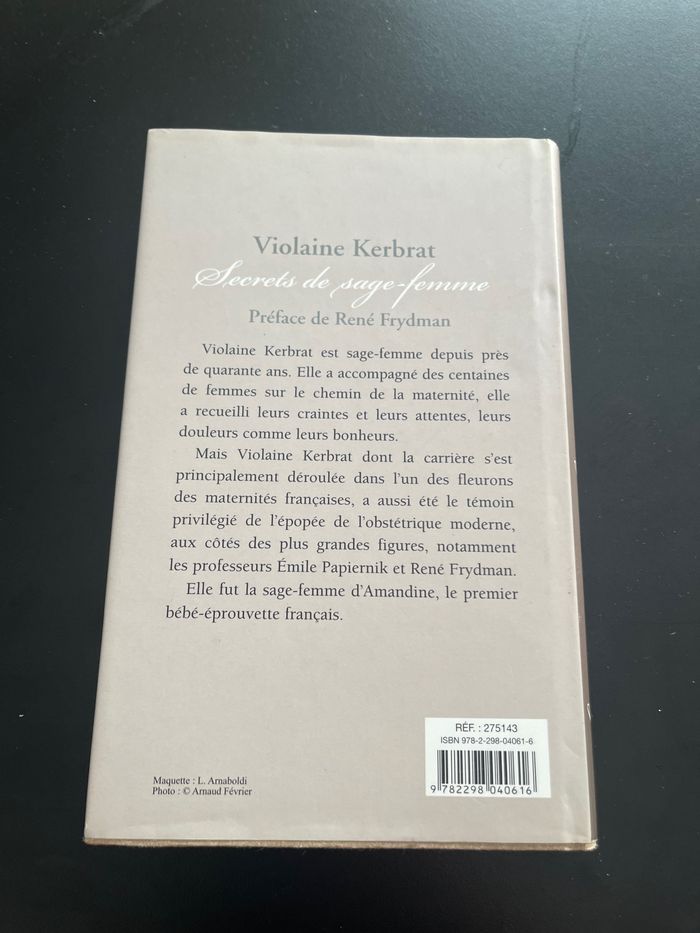 Violaine Kerbrat
Secrets de sage-femme
Préface de René Frydman
Violaine Kerbrat est sage-femme depuis près
de quarante ans. Elle a accompagné des centaines
de femmes sur le chemin de la maternité, elle
a recueilli leurs craintes et leurs attentes, leurs
douleurs comme leurs bonheurs.
Mais Violaine Kerbrat dont la carrière s'est
principalement déroulée dans l'un des fleurons
des maternités françaises, a aussi été le témoin
privilégié de l'épopée de l'obstétrique moderne,
aux côtés des plus grandes figures, notamment
les professeurs Émile Papiernik et René Frydman.
Elle fut la sage-femme d'Amandine, le premier
bébé-éprouvette français.
RÉF. : 275143
ISBN 978-2-298-04061-6
9 782298 040616
Maquette : L. Arnaboldi
Photo : © Arnaud Février